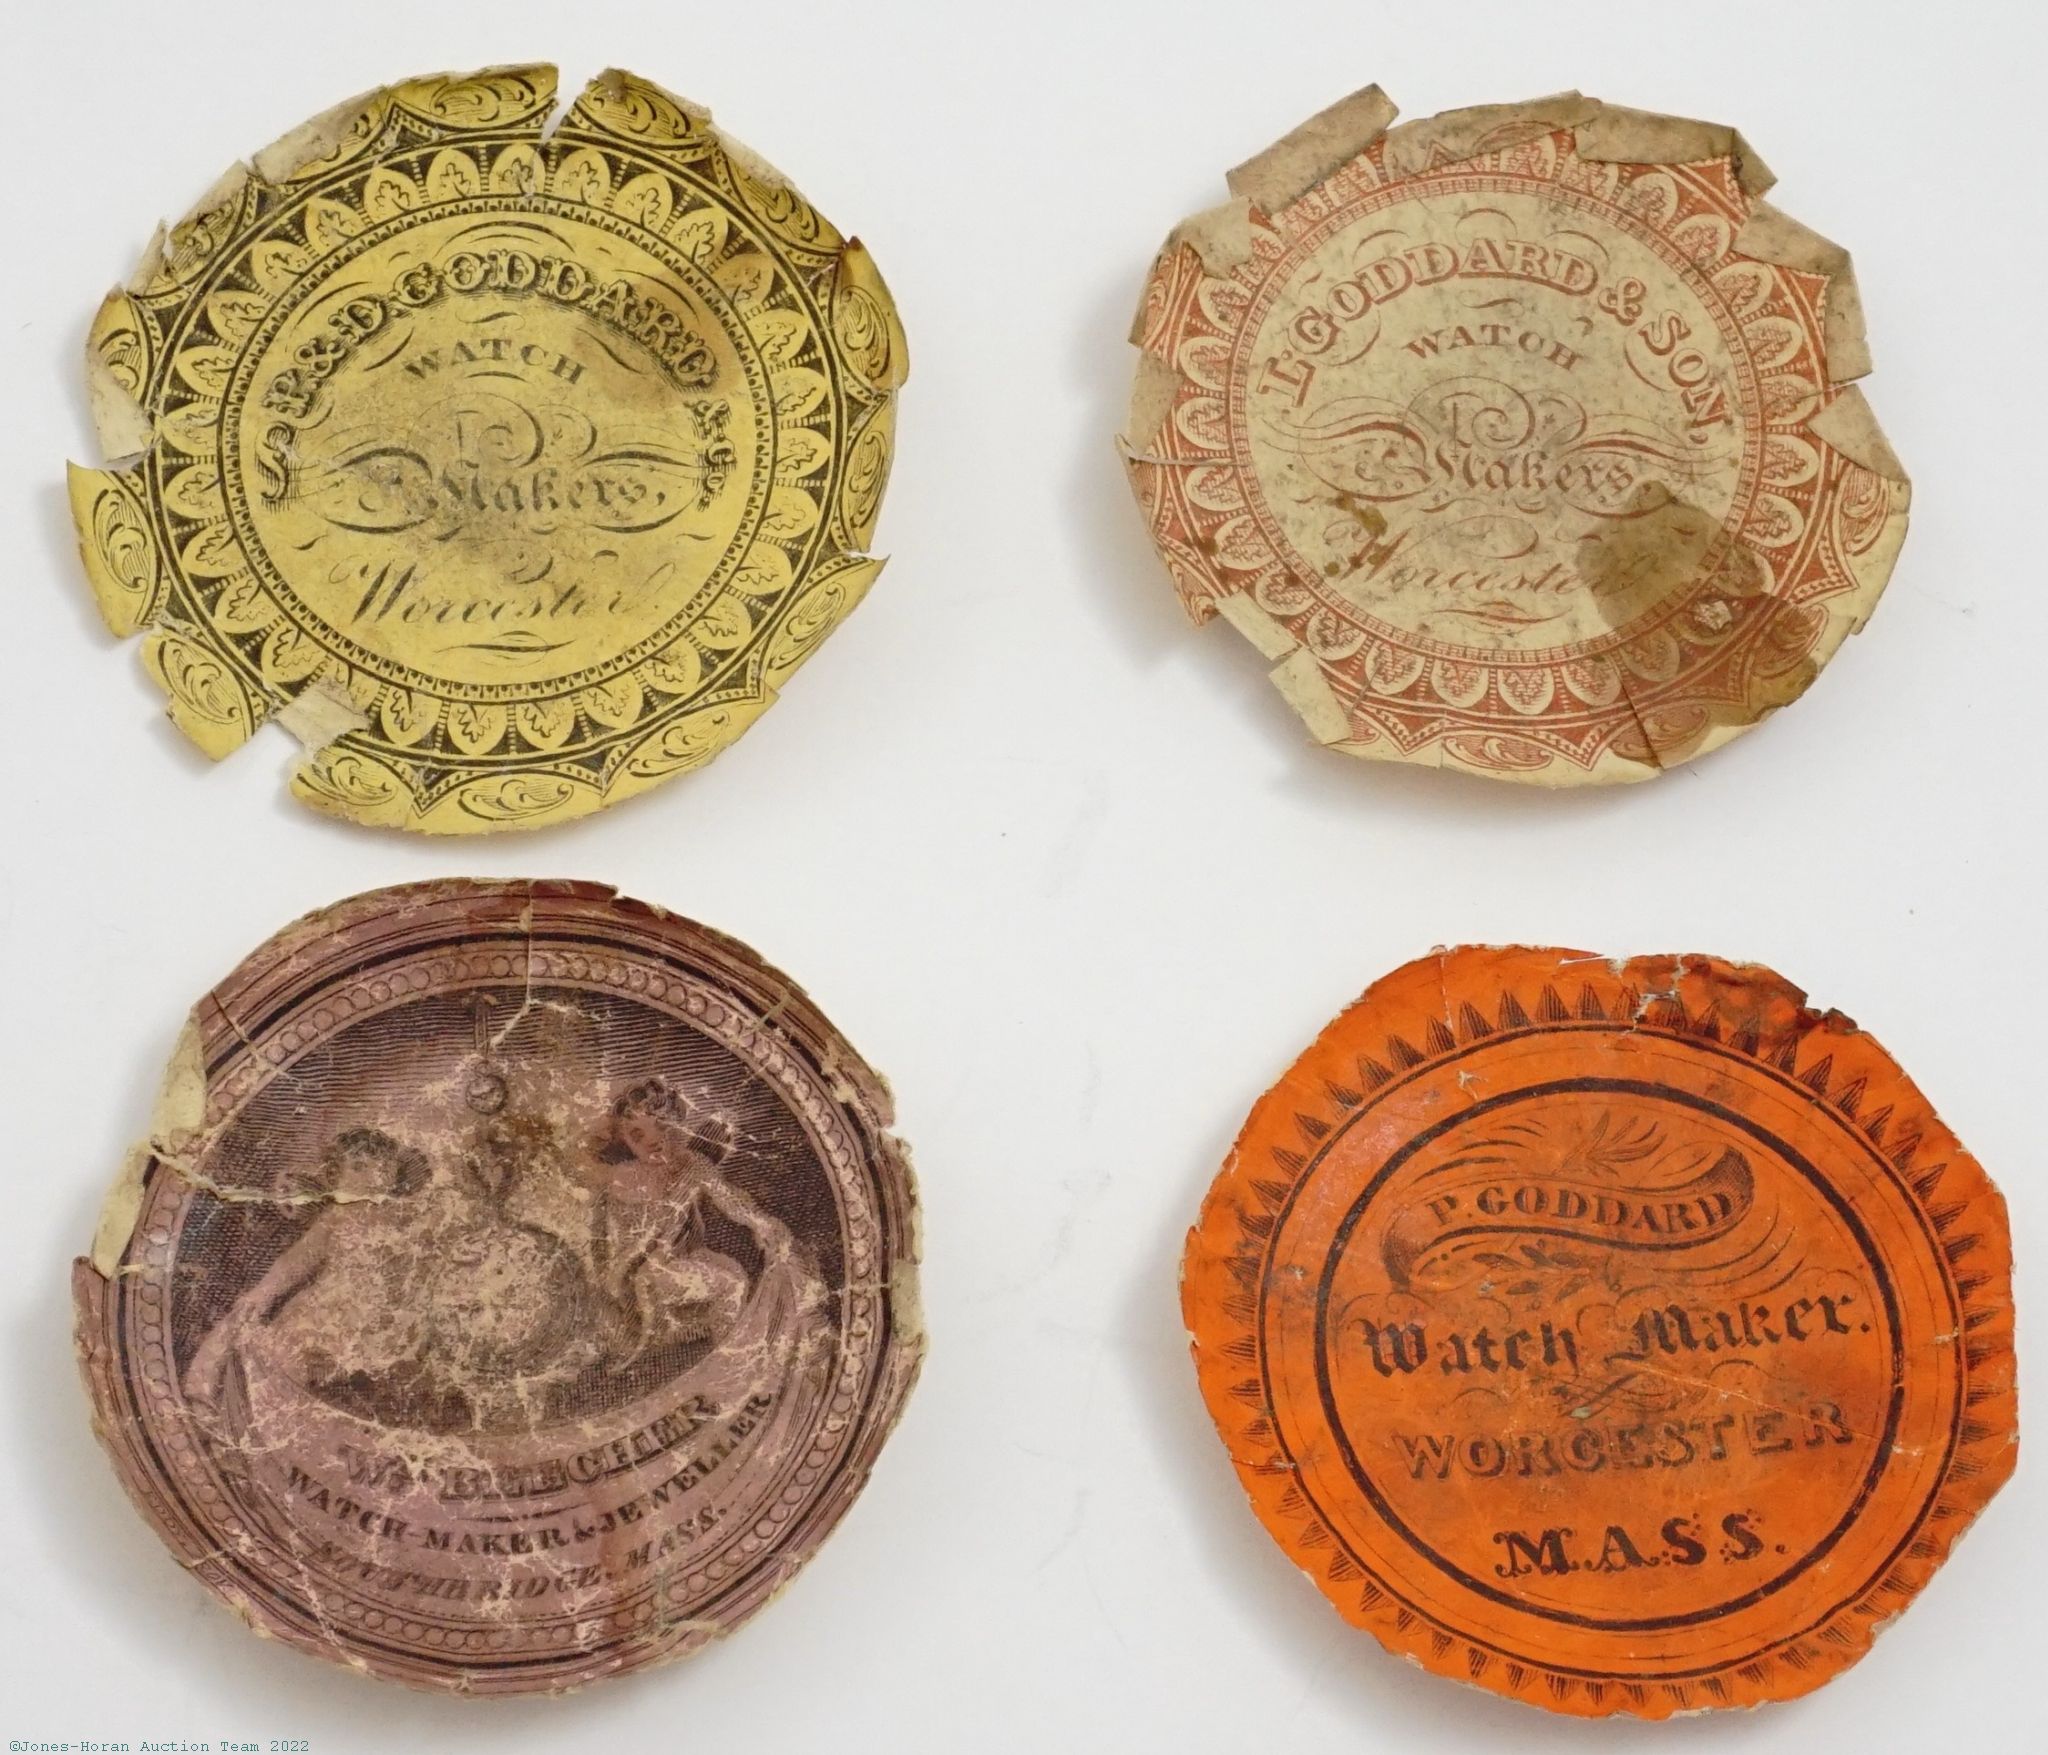 S. P. & D. GODDARD & Co.
WATCH
Makers,
Worcester.
L. GODDARD & SON,
WATCH
Makers
Worcester
Wm. BEECHER
WATCH-MAKER & JEWELLER
SOUTHBRIDGE, MASS.
P. GODDARD
Watch Maker.
WORCESTER
MASS.
©Jones-Horan Auction Team 2022